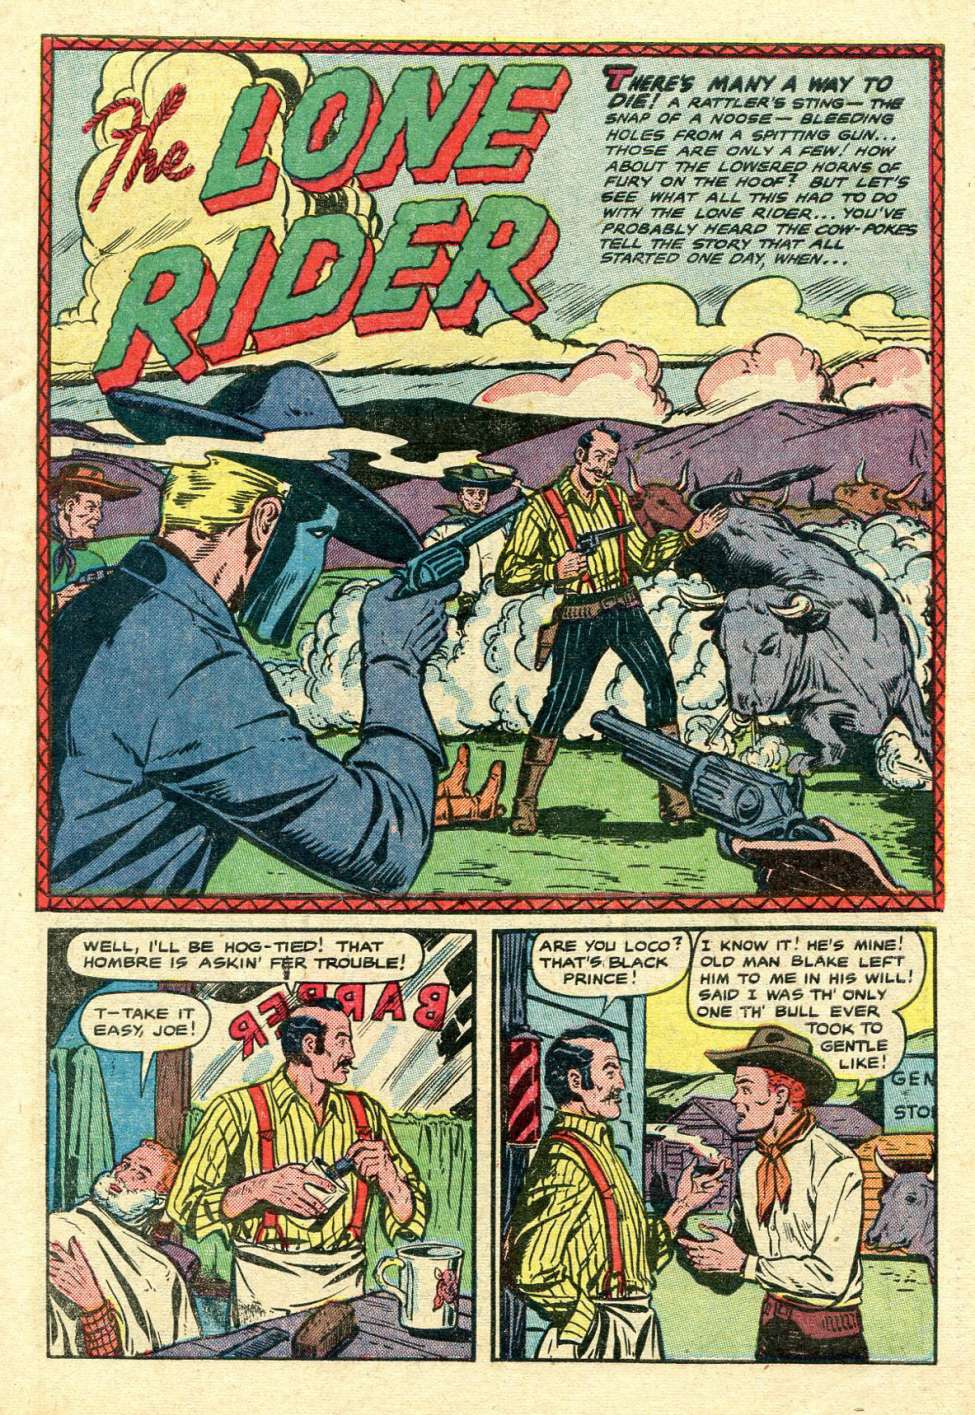 The LONE
RIDER
THERE'S MANY A WAY TO
DIE! A RATTLER'S STING— THE
SNAP OF A NOOSE— BLEEDING
HOLES FROM A SPITTING GUN...
THOSE ARE ONLY A FEW! HOW
ABOUT THE LOWERED HORNS OF
FURY ON THE HOOF? BUT LET'S
SEE WHAT ALL THIS HAD TO DO
WITH THE LONE RIDER... YOU'VE
PROBABLY HEARD THE COW-POKES
TELL THE STORY THAT ALL
STARTED ONE DAY, WHEN...
WELL, I'LL BE HOG-TIED! THAT
HOMBRE IS ASKIN' FER TROUBLE!
T-TAKE IT
EASY, JOE!
BARBER
ARE YOU LOCO?
THAT'S BLACK
PRINCE!
I KNOW IT! HE'S MINE!
OLD MAN BLAKE LEFT
HIM TO ME IN HIS WILL!
SAID I WAS TH' ONLY
ONE TH' BULL EVER
TOOK TO
GENTLE
LIKE!
GEN
STO